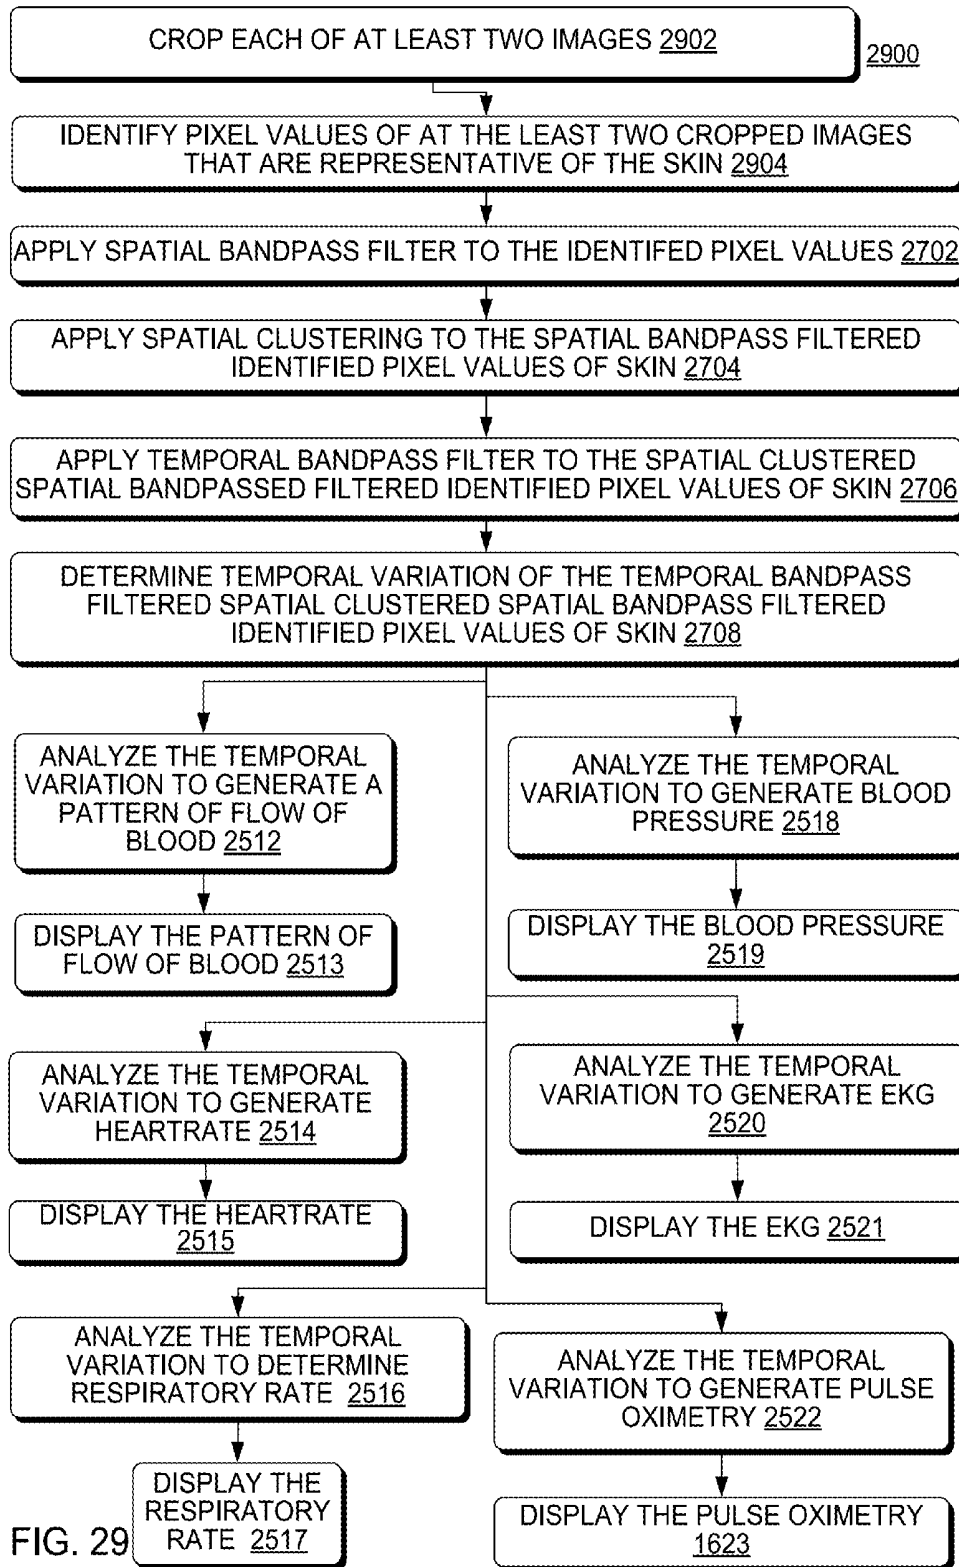 CROP EACH OF AT LEAST TWO IMAGES 2902
2900
IDENTIFY PIXEL VALUES OF AT THE LEAST TWO CROPPED IMAGES
THAT ARE REPRESENTATIVE OF THE SKIN 2904
APPLY SPATIAL BANDPASS FILTER TO THE IDENTIFED PIXEL VALUES 2702
APPLY SPATIAL CLUSTERING TO THE SPATIAL BANDPASS FILTERED
IDENTIFIED PIXEL VALUES OF SKIN 2704
APPLY TEMPORAL BANDPASS FILTER TO THE SPATIAL CLUSTERED
SPATIAL BANDPASSED FILTERED IDENTIFIED PIXEL VALUES OF SKIN 2706
DETERMINE TEMPORAL VARIATION OF THE TEMPORAL BANDPASS
FILTERED SPATIAL CLUSTERED SPATIAL BANDPASS FILTERED
IDENTIFIED PIXEL VALUES OF SKIN 2708
ANALYZE THE TEMPORAL
VARIATION TO GENERATE A
PATTERN OF FLOW OF
BLOOD 2512
DISPLAY THE PATTERN OF
FLOW OF BLOOD 2513
ANALYZE THE TEMPORAL
VARIATION TO GENERATE BLOOD
PRESSURE 2518
DISPLAY THE BLOOD PRESSURE
2519
ANALYZE THE TEMPORAL
VARIATION TO GENERATE
HEARTRATE 2514
DISPLAY THE HEARTRATE
2515
ANALYZE THE TEMPORAL
VARIATION TO GENERATE EKG
2520
DISPLAY THE EKG 2521
ANALYZE THE TEMPORAL
VARIATION TO DETERMINE
RESPIRATORY RATE 2516
DISPLAY THE
RESPIRATORY
RATE 2517
ANALYZE THE TEMPORAL
VARIATION TO GENERATE PULSE
OXIMETRY 2522
DISPLAY THE PULSE OXIMETRY
1623
FIG. 29